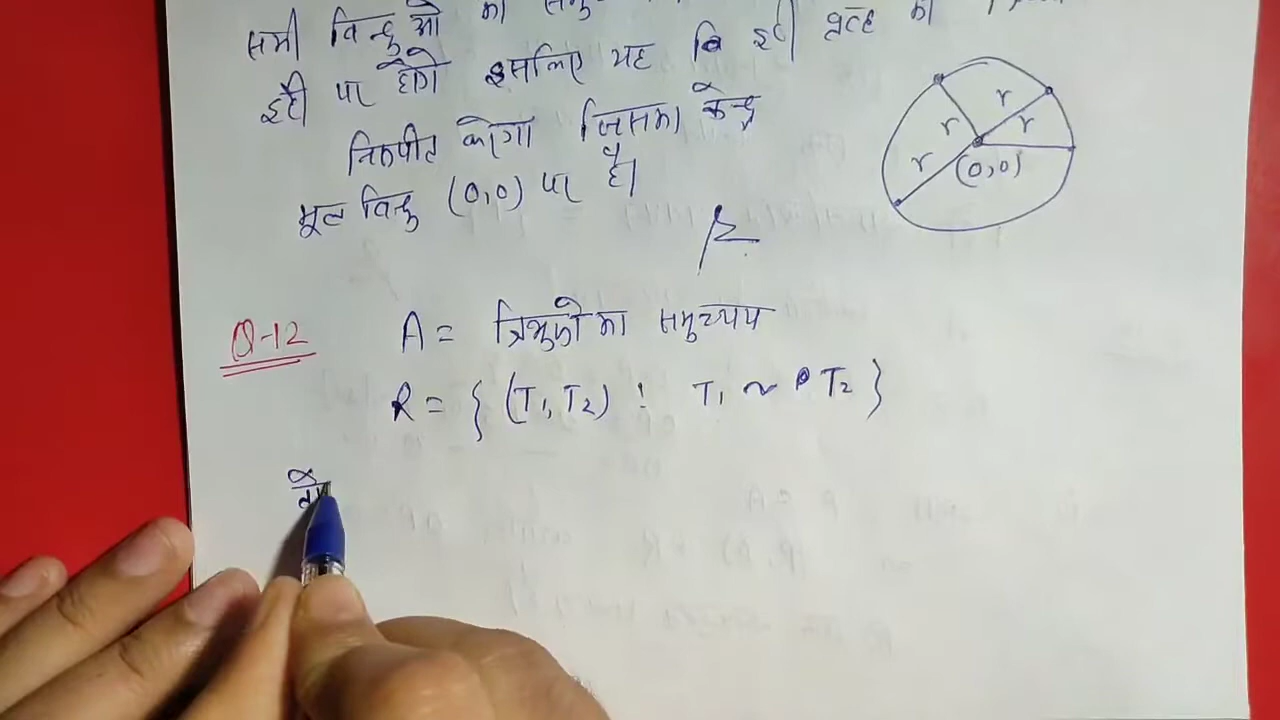 सभी विन्दुओ का
इसी पर होगे इसलिए यह इसी वृत्त का
निरूपीत करेगा जिसका केन्द्र
मूल विन्दु (0,0) पर है।
r
r
r
r
(0,0)
Q-12
A = त्रिभुजो का समुच्चय
R = { (T₁, T₂) : T₁ ~ T₂ }